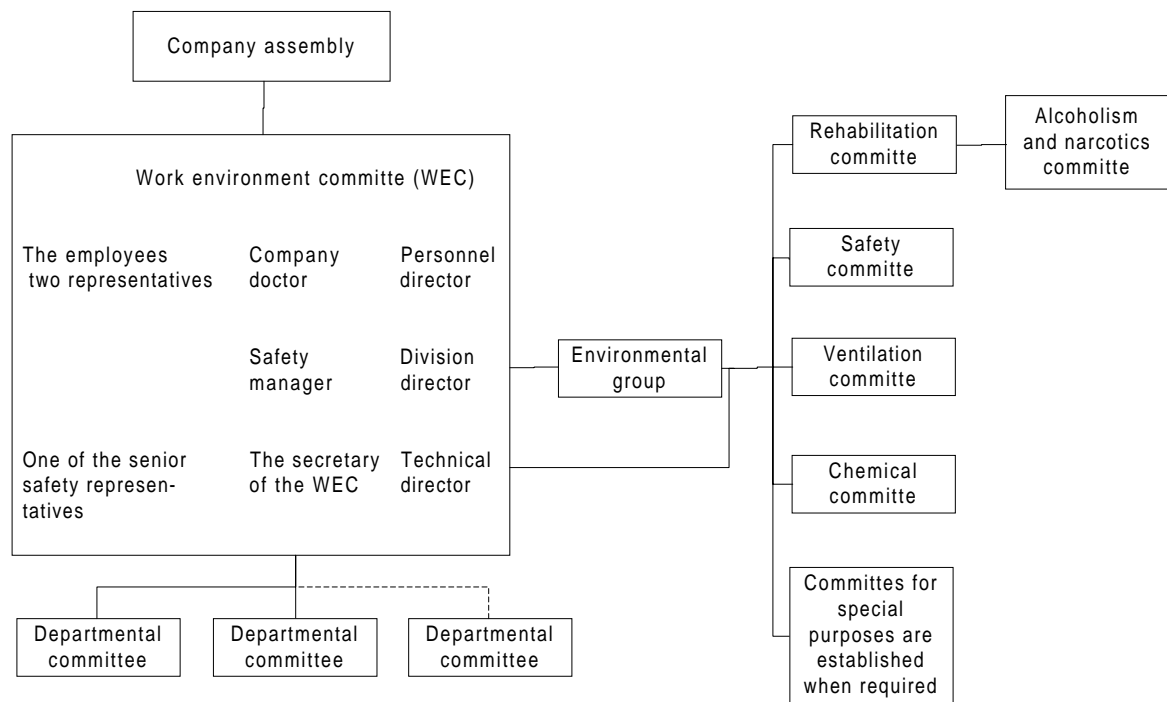 Company assembly
Work environment committe (WEC)
The employees
two representatives
Company
doctor
Personnel
director
Safety
manager
Division
director
One of the senior
safety represen-
tatives
The secretary
of the WEC
Technical
director
Environmental
group
Rehabilitation
committe
Alcoholism
and narcotics
committe
Safety
committe
Ventilation
committe
Chemical
committe
Committes for
special
purposes are
established
when required
Departmental
committee
Departmental
committee
Departmental
committee